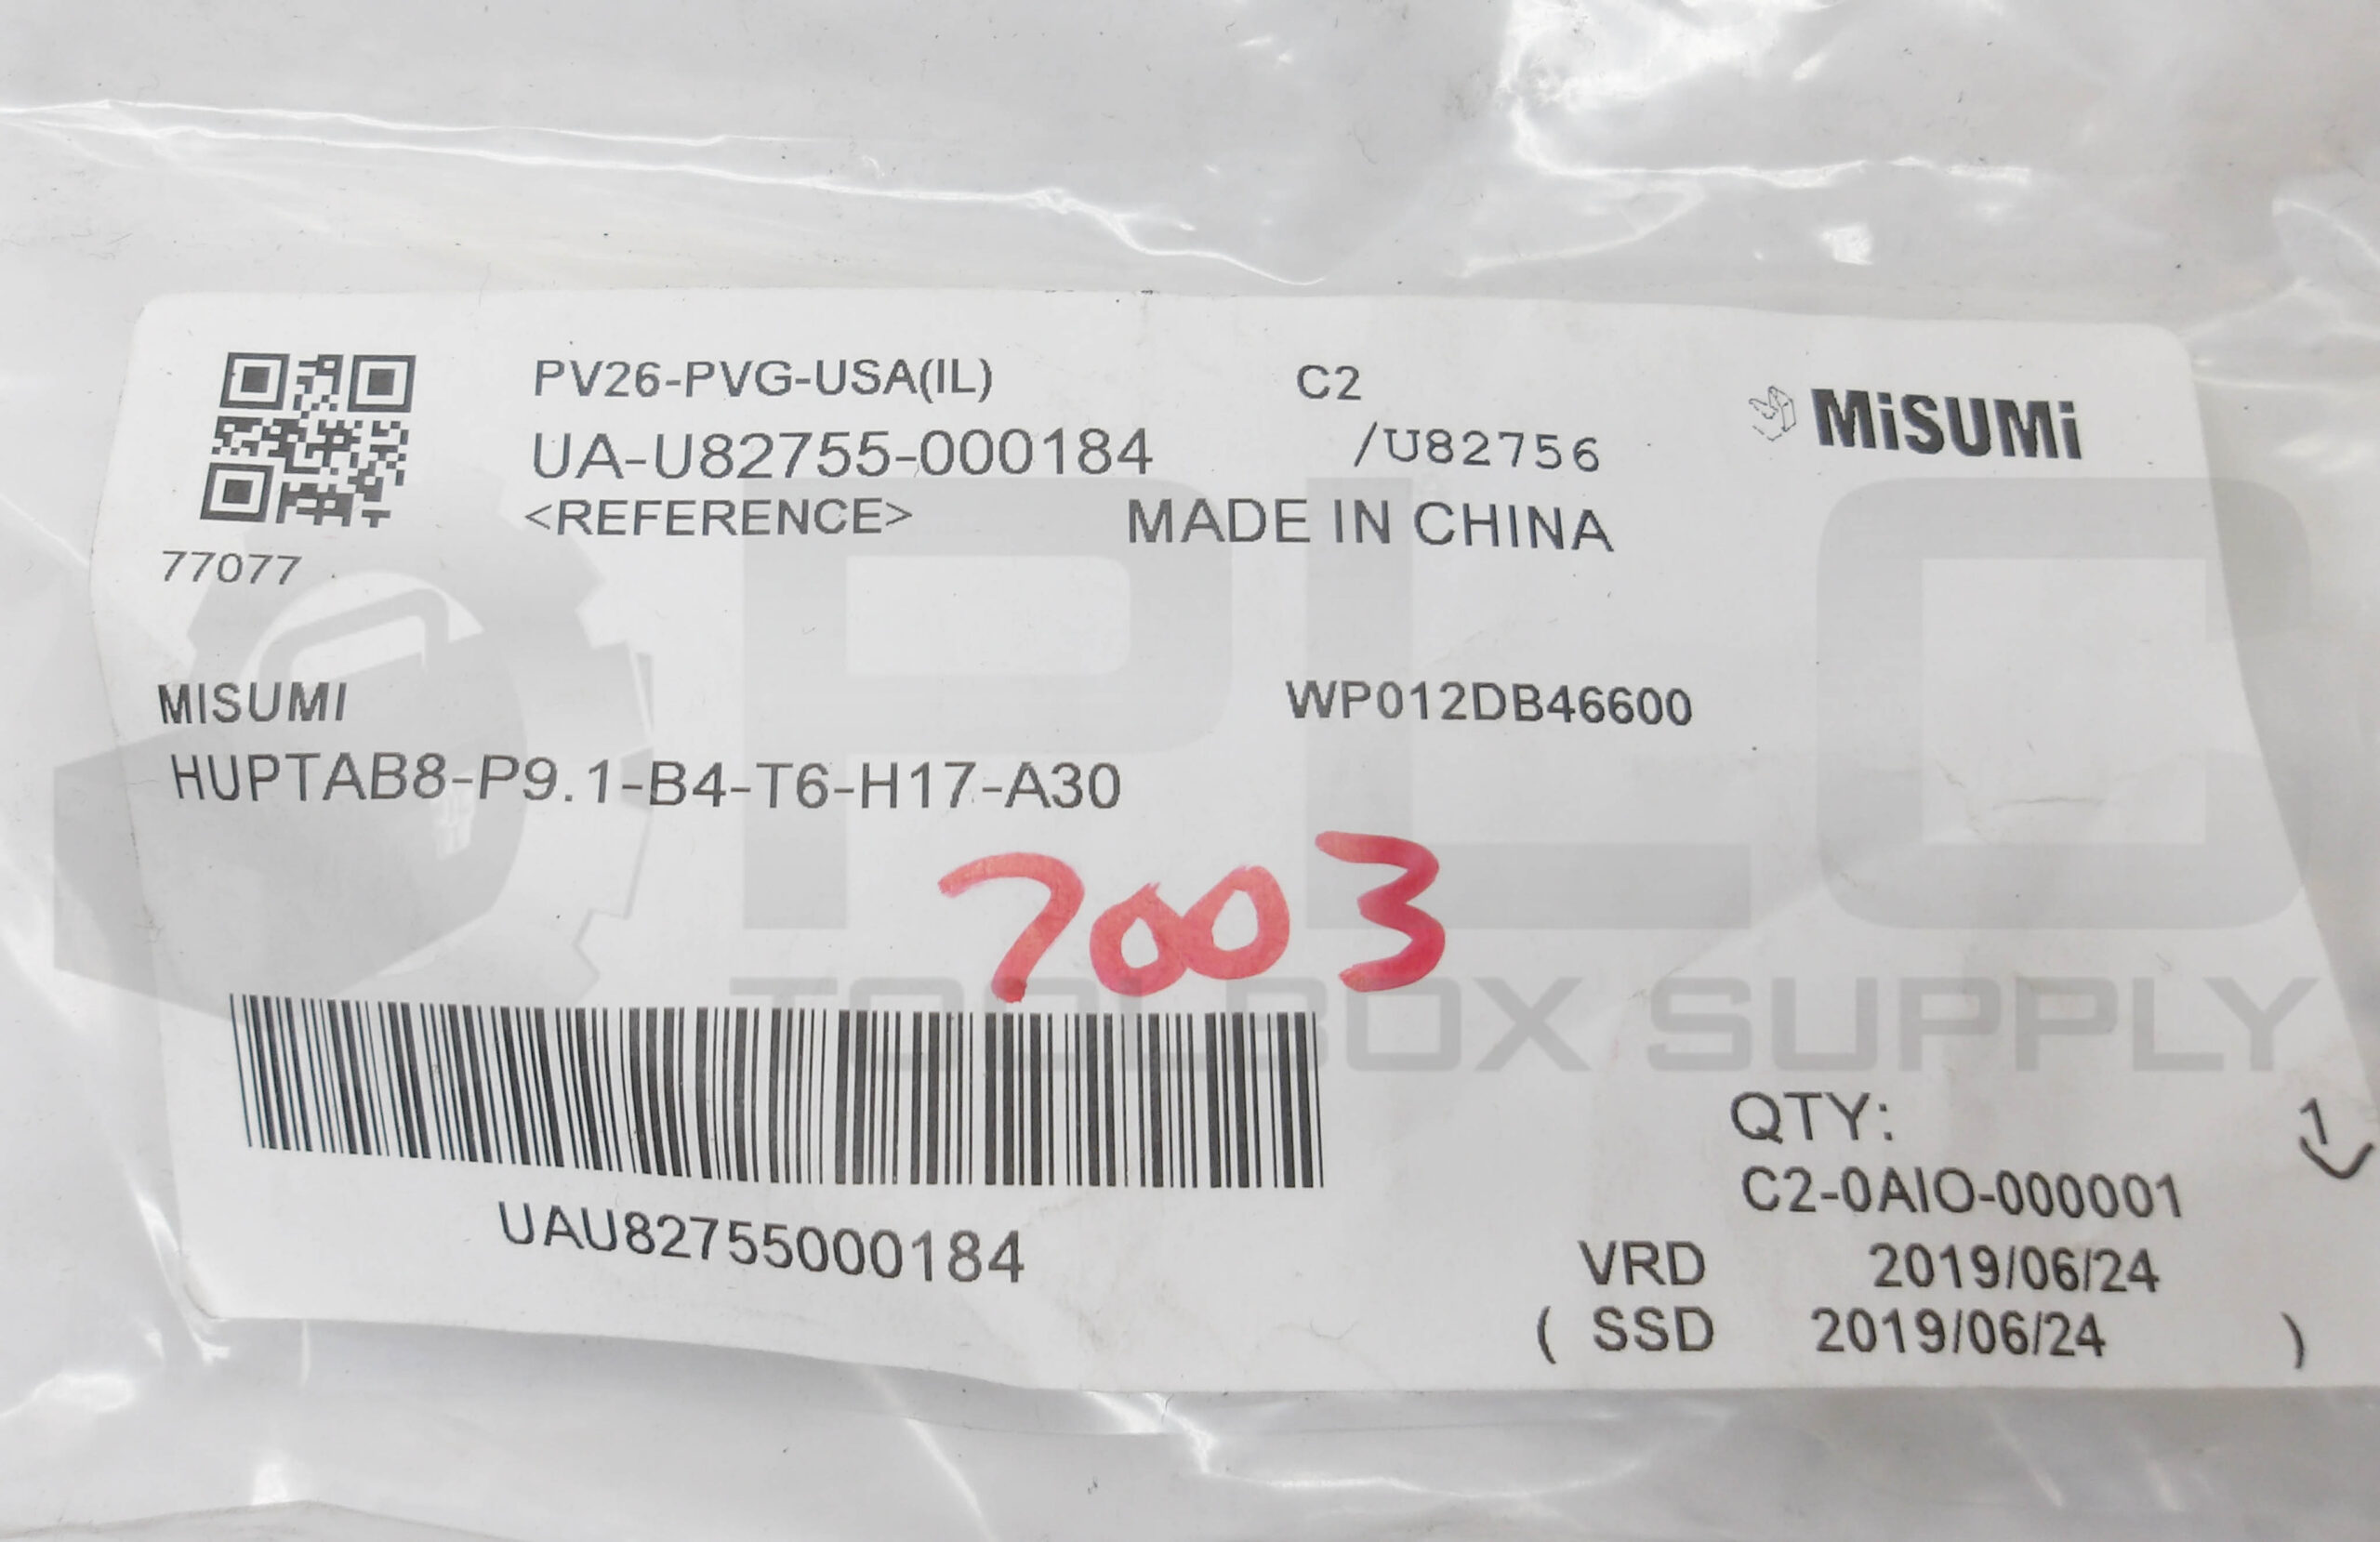 PV26-PVG-USA(IL) C2
UA-U82755-000184 /U82756
MiSUMi
<REFERENCE> MADE IN CHINA
77077
MISUMI WP012DB46600
HUPTAB8-P9.1-B4-T6-H17-A30
7003
PLC
TOOLBOX SUPPLY
UAU82755000184
QTY: 1
C2-0AIO-000001
VRD 2019/06/24
( SSD 2019/06/24 )